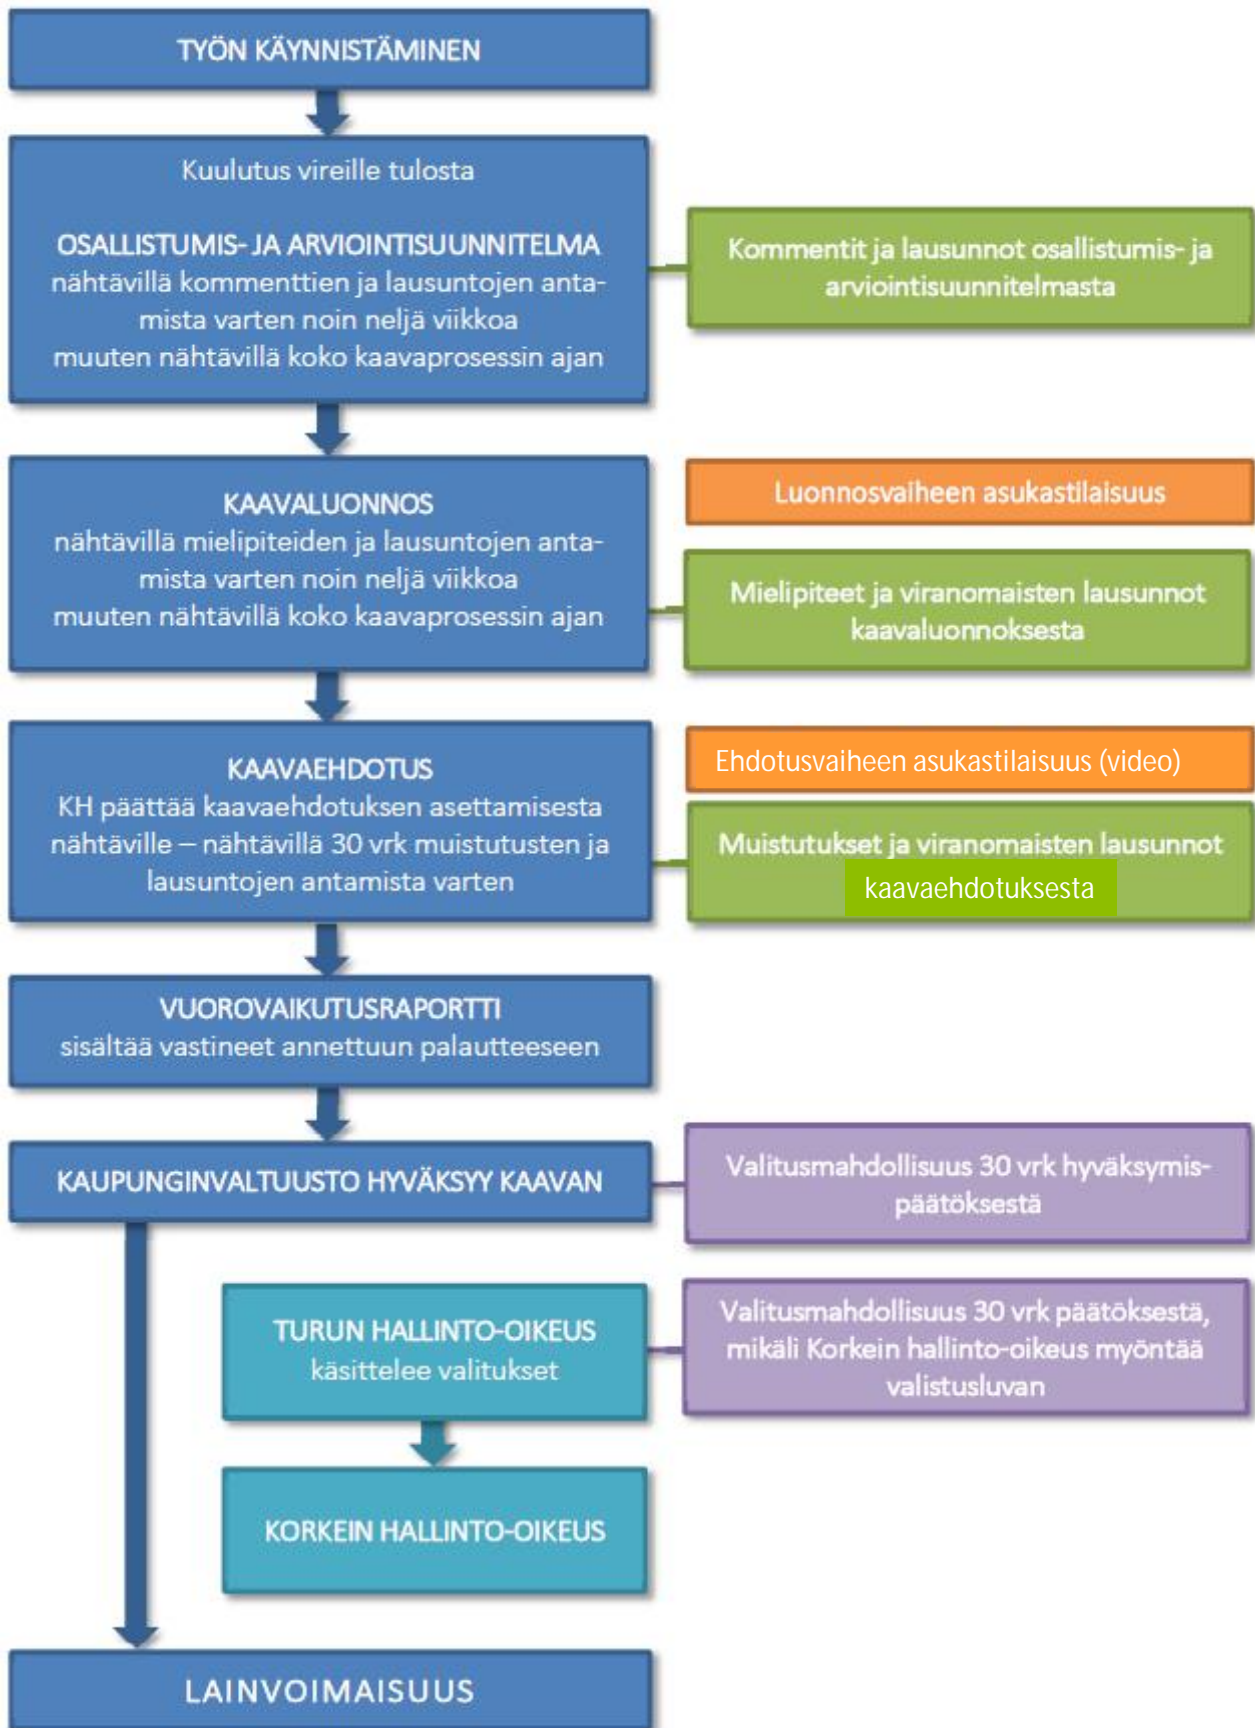 TYÖN KÄYNNISTÄMINEN
Kuulutus vireille tulosta
OSALLISTUMIS- JA ARVIOINTISUUNNITELMA
nähtävillä kommenttien ja lausuntojen anta-
mista varten noin neljä viikkoa
muuten nähtävillä koko kaavaprosessin ajan
Kommentit ja lausunnot osallistumis- ja
arviointisuunnitelmasta
KAAVALUONNOS
nähtävillä mielipiteiden ja lausuntojen anta-
mista varten noin neljä viikkoa
muuten nähtävillä koko kaavaprosessin ajan
Luonnosvaiheen asukastilaisuus
Mielipiteet ja viranomaisten lausunnot
kaavaluonnoksesta
KAAVAEHDOTUS
KH päättää kaavaehdotuksen asettamisesta
nähtäville – nähtävillä 30 vrk muistutusten ja
lausuntojen antamista varten
Ehdotusvaiheen asukastilaisuus (video)
Muistutukset ja viranomaisten lausunnot
kaavaehdotuksesta
VUOROVAIKUTUSRAPORTTI
sisältää vastineet annettuun palautteeseen
KAUPUNGINVALTUUSTO HYVÄKSYY KAAVAN
Valitusmahdollisuus 30 vrk hyväksymis-
päätöksestä
TURUN HALLINTO-OIKEUS
käsittelee valitukset
Valitusmahdollisuus 30 vrk päätöksestä,
mikäli Korkein hallinto-oikeus myöntää
valistusluvan
KORKEIN HALLINTO-OIKEUS
LAINVOIMAISUUS